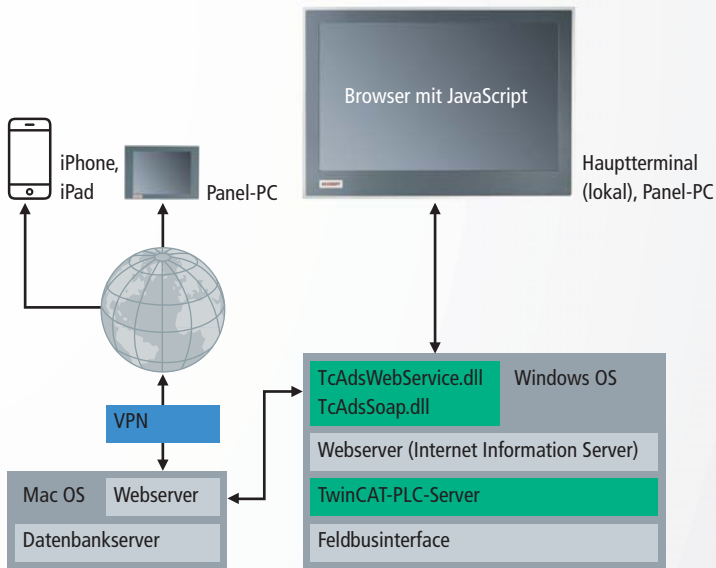 Browser mit JavaScript
iPhone,
iPad
Panel-PC
Hauptterminal
(lokal), Panel-PC
TcAdsWebService.dll
TcAdsSoap.dll
Windows OS
VPN
Webserver (Internet Information Server)
Mac OS
Webserver
TwinCAT-PLC-Server
Datenbankserver
Feldbusinterface